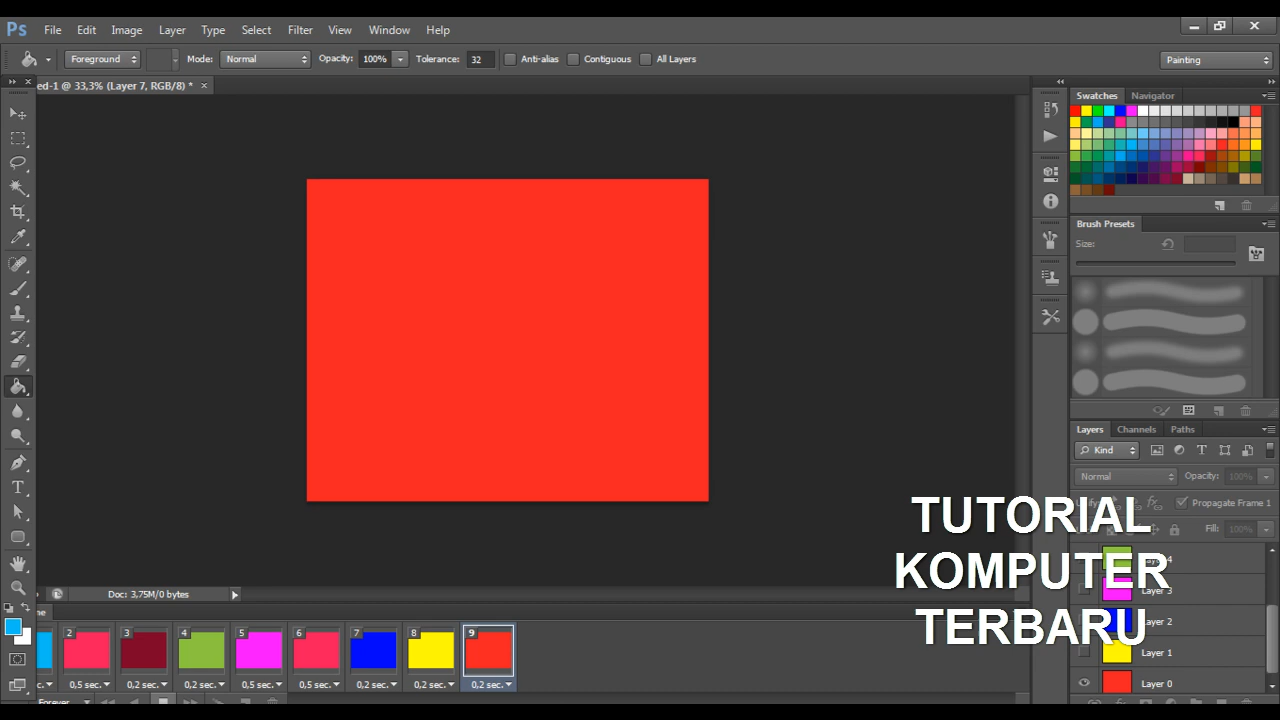 Ps File Edit Image Layer Type Select Filter View Window Help
Foreground Mode: Normal Opacity: 100% Tolerance: 32 Anti-alias Contiguous All Layers Painting
ed-1 @ 33,3% (Layer 7, RGB/8) * ×
Swatches Navigator
Brush Presets
Size:
Layers Channels Paths
Kind
Normal Opacity: 100%
Propagate Frame 1
Fill: 100%
TUTORIAL
KOMPUTER
TERBARU
Layer 3
Layer 2
Layer 1
Layer 0
Doc: 3,75M/0 bytes
2 3 4 5 6 7 8 9
0,5 sec. 0,2 sec. 0,2 sec. 0,5 sec. 0,5 sec. 0,2 sec. 0,2 sec. 0,2 sec.
Forever